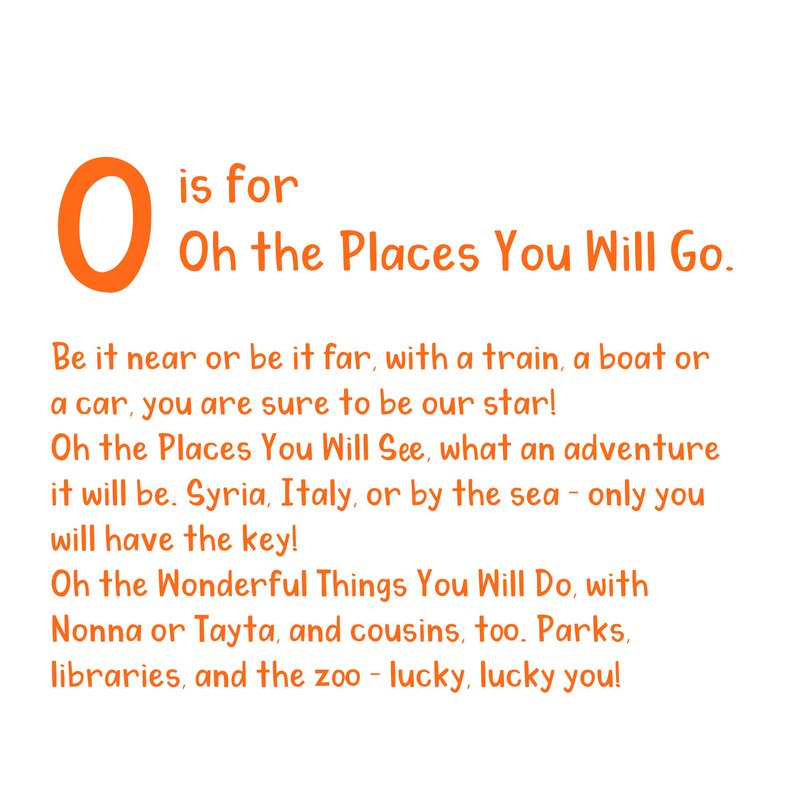 O is for
Oh the Places You Will Go.
Be it near or be it far, with a train, a boat or
a car, you are sure to be our star!
Oh the Places You Will See, what an adventure
it will be. Syria, Italy, or by the sea - only you
will have the key!
Oh the Wonderful Things You Will Do, with
Nonna or Tayta, and cousins, too. Parks,
libraries, and the zoo - lucky, lucky you!